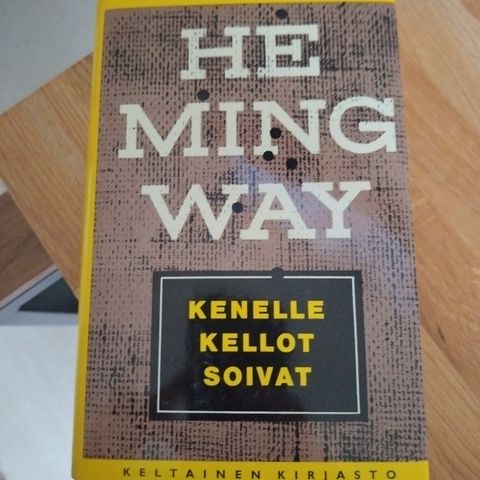 HE
MING
WAY
KENELLE
KELLOT
SOIVAT
KELTAINEN KIRJASTO